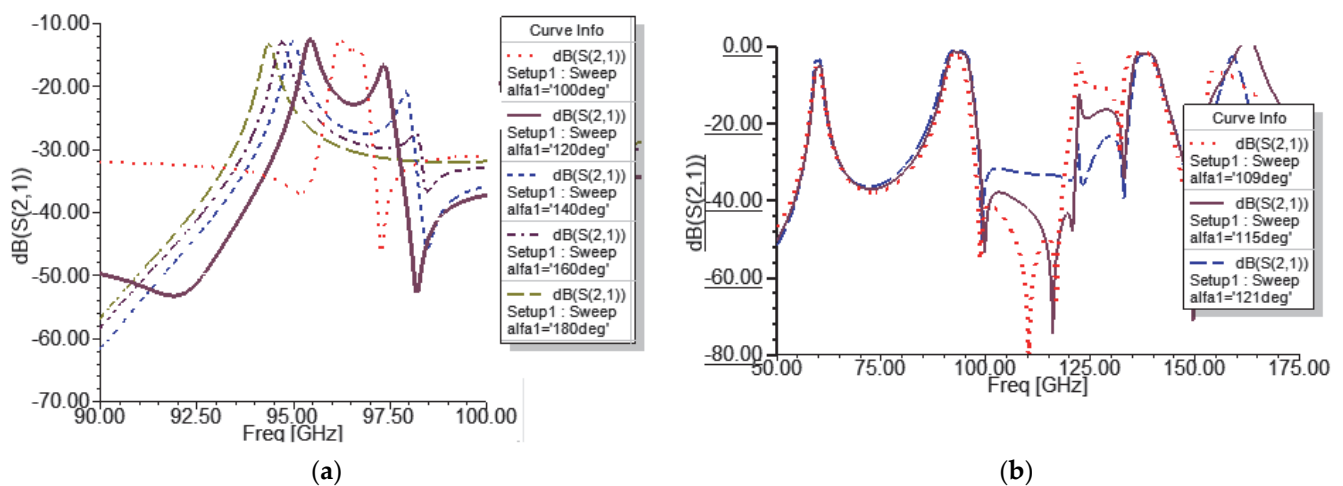 (a)
-10.00
-20.00
-30.00
-40.00
-50.00
-60.00
-70.00
dB(S(2,1))
90.00 92.50 95.00 97.50 100.00
Freq [GHz]
Curve Info
dB(S(2,1))
Setup1 : Sweep
alfa1='100deg'
dB(S(2,1))
Setup1 : Sweep
alfa1='120deg'
dB(S(2,1))
Setup1 : Sweep
alfa1='140deg'
dB(S(2,1))
Setup1 : Sweep
alfa1='160deg'
dB(S(2,1))
Setup1 : Sweep
alfa1='180deg'
0.00
-20.00
-40.00
-60.00
-80.00
dB(S(2,1))
50.00 75.00 100.00 125.00 150.00 175.00
Freq [GHz]
Curve Info
dB(S(2,1))
Setup1 : Sweep
alfa1='109deg'
dB(S(2,1))
Setup1 : Sweep
alfa1='115deg'
dB(S(2,1))
Setup1 : Sweep
alfa1='121deg'
(a) (b)